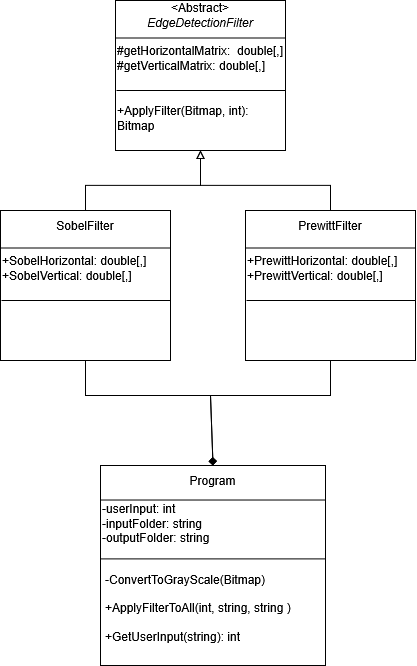 <Abstract>
EdgeDetectionFilter
#getHorizontalMatrix: double[,]
#getVerticalMatrix: double[,]
+ApplyFilter(Bitmap, int):
Bitmap
SobelFilter
+SobelHorizontal: double[,]
+SobelVertical: double[,]
PrewittFilter
+PrewittHorizontal: double[,]
+PrewittVertical: double[,]
Program
-userInput: int
-inputFolder: string
-outputFolder: string
-ConvertToGrayScale(Bitmap)
+ApplyFilterToAll(int, string, string )
+GetUserInput(string): int